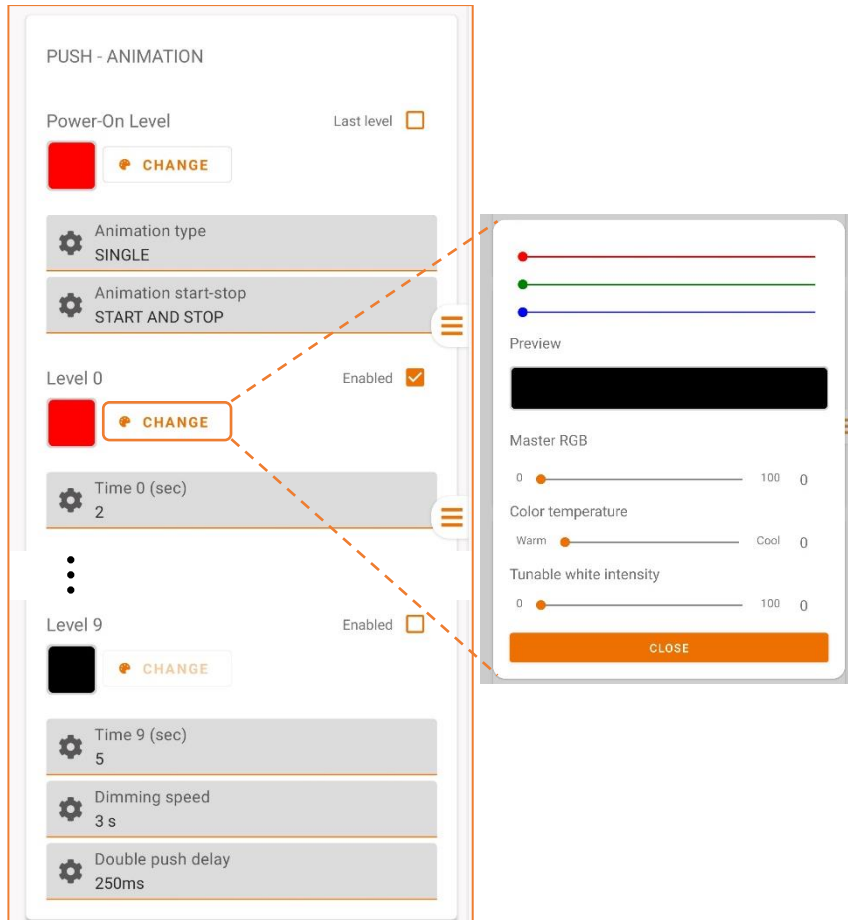 PUSH - ANIMATION
Power-On Level
Last level
CHANGE
Animation type
SINGLE
Animation start-stop
START AND STOP
Level 0
Enabled
CHANGE
Time 0 (sec)
2
Level 9
Enabled
CHANGE
Time 9 (sec)
5
Dimming speed
3 s
Double push delay
250ms
Preview
Master RGB
0 100 0
Color temperature
Warm Cool 0
Tunable white intensity
0 100 0
CLOSE